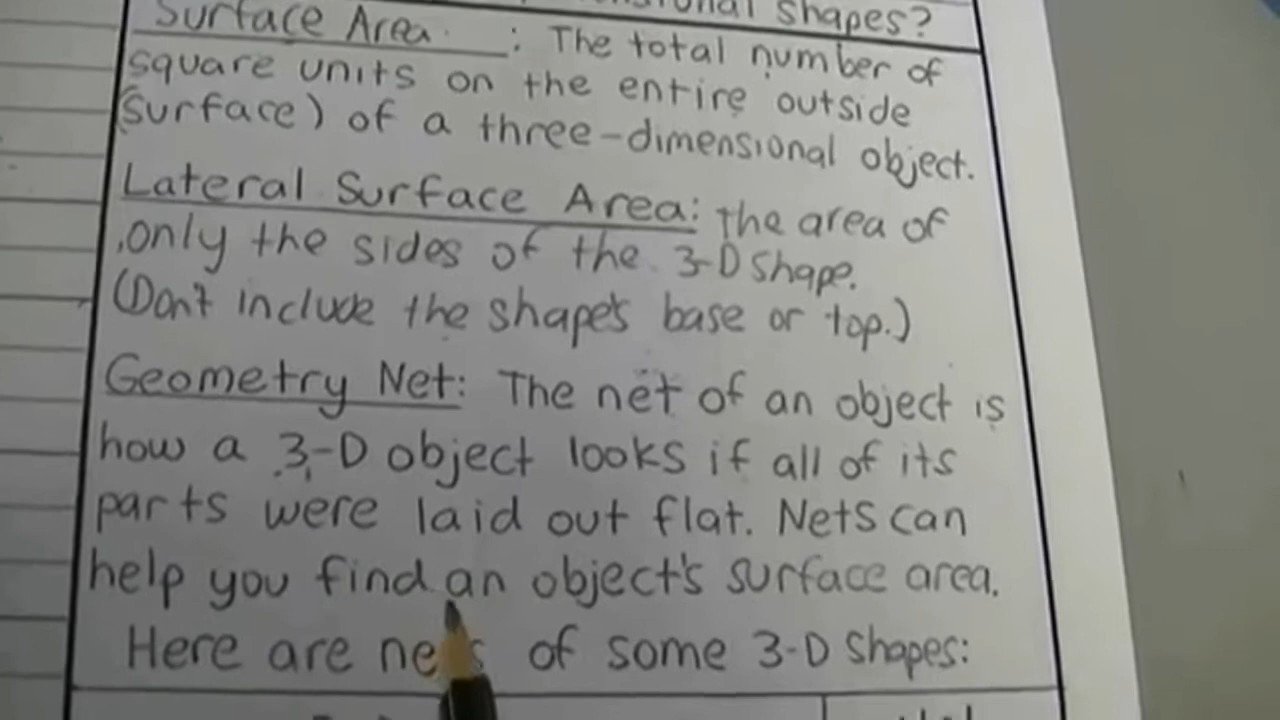 shapes?
Surface Area : The total number of
square units on the entire outside
(surface) of a three-dimensional object.
Lateral Surface Area: the area of
only the sides of the 3-D shape.
(Don't include the shape's base or top.)
Geometry Net: The net of an object is
how a 3-D object looks if all of its
parts were laid out flat. Nets can
help you find an object's surface area.
Here are nets of some 3-D shapes: